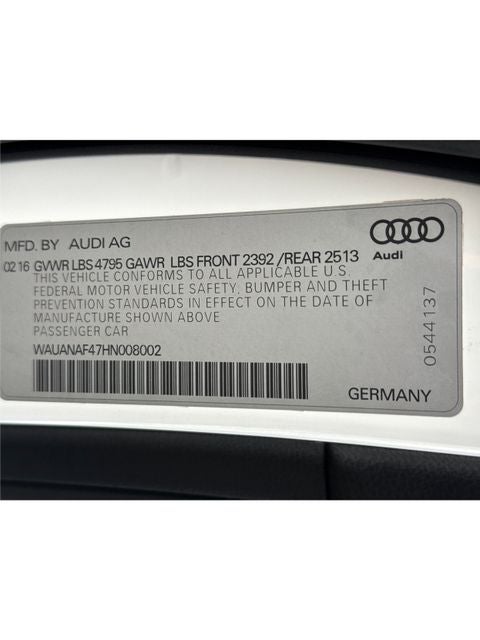 MFD. BY AUDI AG
Audi
02 16 GVWR LBS 4795 GAWR LBS FRONT 2392 /REAR 2513
THIS VEHICLE CONFORMS TO ALL APPLICABLE U.S.
FEDERAL MOTOR VEHICLE SAFETY, BUMPER AND THEFT
PREVENTION STANDARDS IN EFFECT ON THE DATE OF
MANUFACTURE SHOWN ABOVE
PASSENGER CAR
WAUANAF47HN008002
GERMANY
0544137